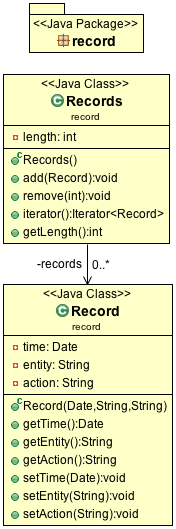 <<Java Package>>
record
<<Java Class>>
Records
record
length: int
Records()
add(Record):void
remove(int):void
iterator():Iterator<Record>
getLength():int
-records 0..*
<<Java Class>>
Record
record
time: Date
entity: String
action: String
Record(Date,String,String)
getTime():Date
getEntity():String
getAction():String
setTime(Date):void
setEntity(String):void
setAction(String):void